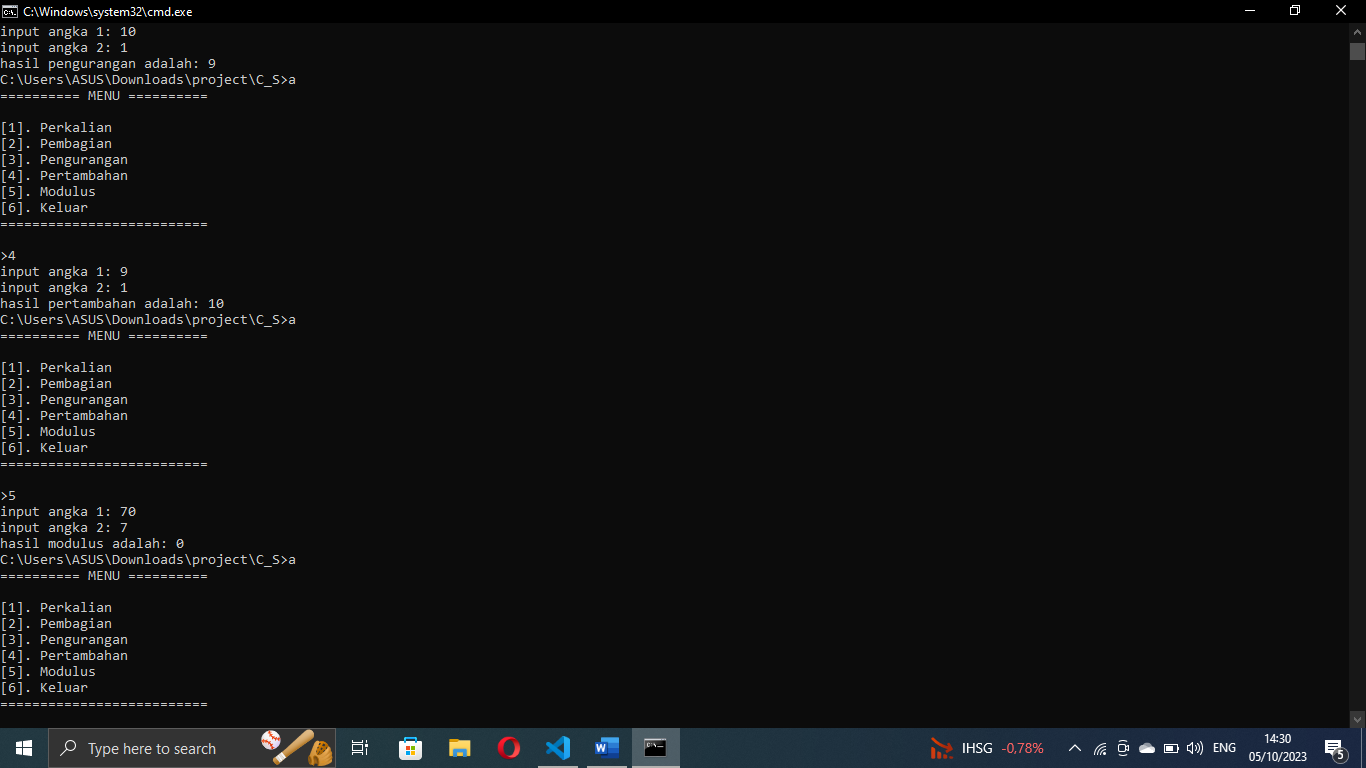 C:\Windows\system32\cmd.exe
input angka 1: 10
input angka 2: 1
hasil pengurangan adalah: 9
C:\Users\ASUS\Downloads\project\C_S>a
========== MENU ==========
[1]. Perkalian
[2]. Pembagian
[3]. Pengurangan
[4]. Pertambahan
[5]. Modulus
[6]. Keluar
==========================
>4
input angka 1: 9
input angka 2: 1
hasil pertambahan adalah: 10
C:\Users\ASUS\Downloads\project\C_S>a
========== MENU ==========
[1]. Perkalian
[2]. Pembagian
[3]. Pengurangan
[4]. Pertambahan
[5]. Modulus
[6]. Keluar
==========================
>5
input angka 1: 70
input angka 2: 7
hasil modulus adalah: 0
C:\Users\ASUS\Downloads\project\C_S>a
========== MENU ==========
[1]. Perkalian
[2]. Pembagian
[3]. Pengurangan
[4]. Pertambahan
[5]. Modulus
[6]. Keluar
==========================
Type here to search
IHSG -0,78%
ENG
14:30
05/10/2023
5